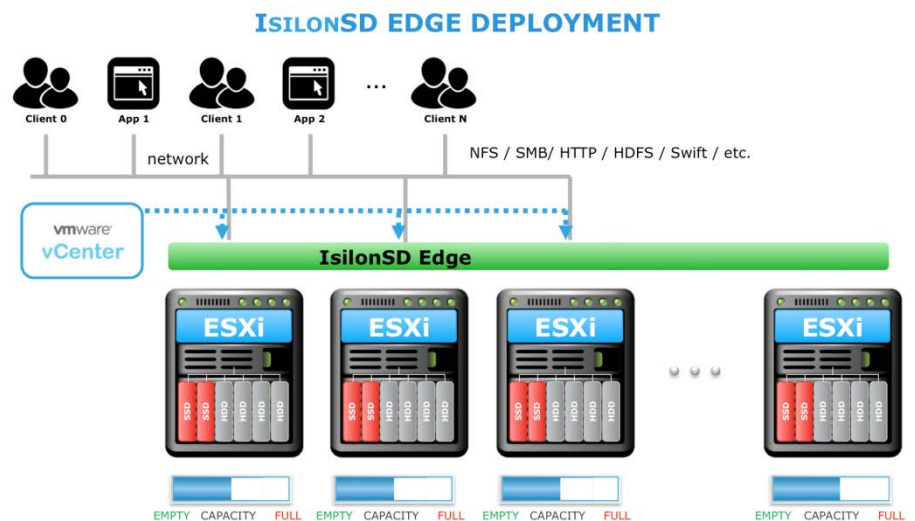 ISILONSD EDGE DEPLOYMENT
Client 0 App 1 Client 1 App 2 ... Client N
network
NFS / SMB/ HTTP / HDFS / Swift / etc.
vmware®
vCenter
IsilonSD Edge
ESXi ESXi ESXi ESXi
SSD SSD HDD HDD HDD HDD SSD SSD HDD HDD HDD HDD SSD SSD HDD HDD HDD HDD SSD SSD HDD HDD HDD HDD
EMPTY CAPACITY FULL EMPTY CAPACITY FULL EMPTY CAPACITY FULL EMPTY CAPACITY FULL